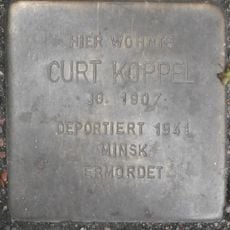 HIER WOHNTE
CURT KOPPEL
JG. 1907
DEPORTIERT 1941
MINSK
ERMORDET